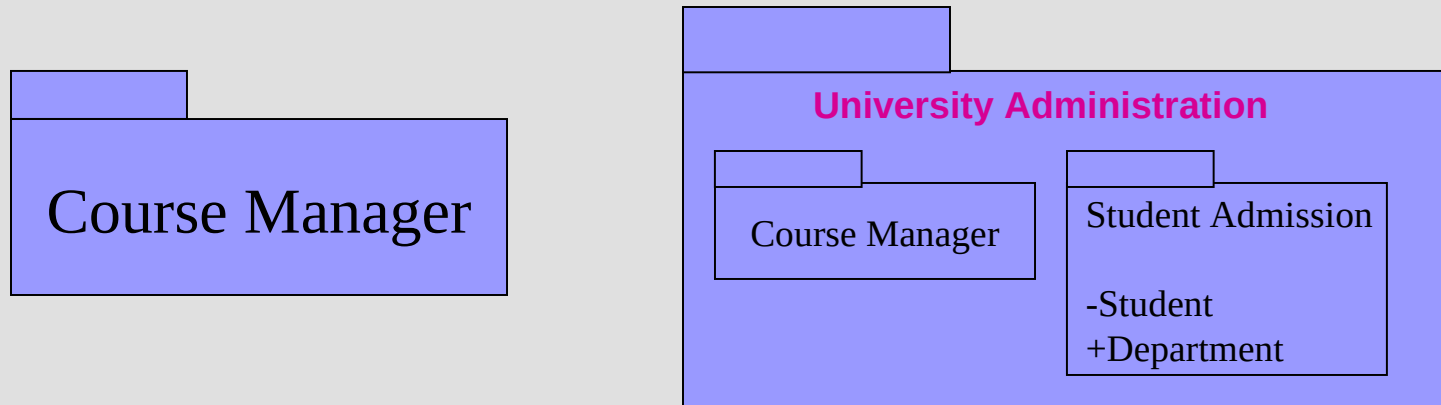 Course Manager
University Administration
Course Manager
Student Admission
-Student
+Department